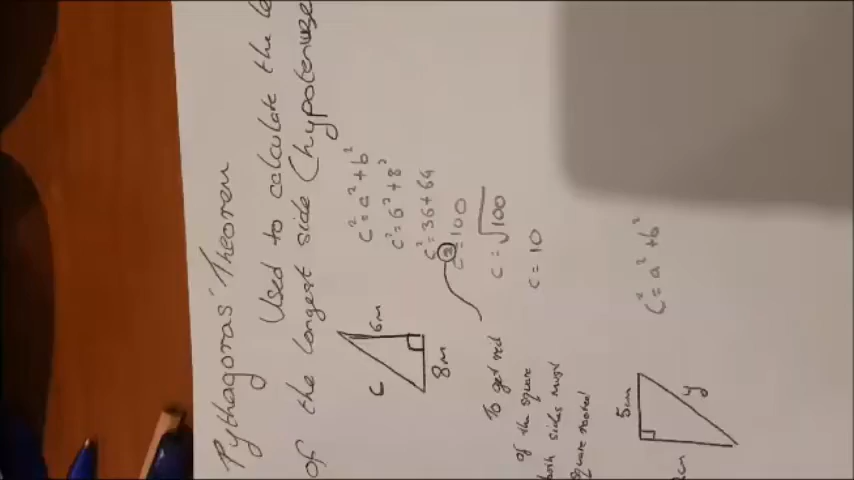 Pythagoras' Theorem
Used to calculate the
of the longest side (hypotenuse
c² = a² + b²
c² = 6² + 8²
c² = 36 + 64
c² = 100
c = √100
c = 10
6m
8m
c
To get rid
of the square
both sides must
square rooted
c² = a² + b²
5cm
y